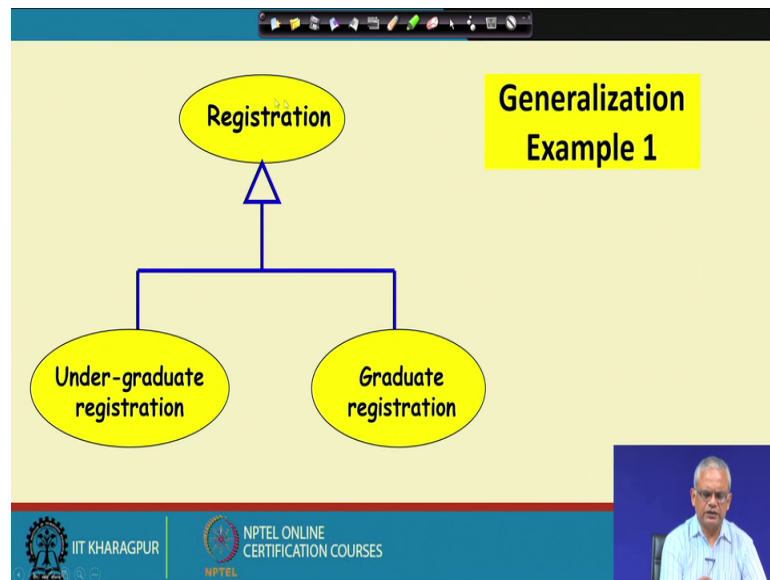 Registration
Generalization
Example 1
Under-graduate
registration
Graduate
registration
IIT KHARAGPUR
NPTEL
NPTEL ONLINE
CERTIFICATION COURSES